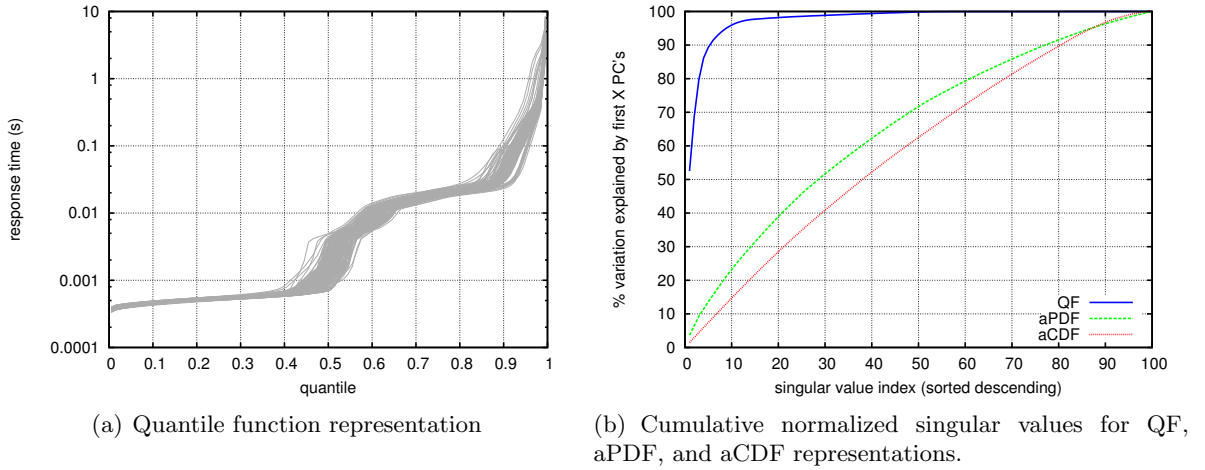 10
1
0.1
0.01
0.001
0.0001
response time (s)
0 0.1 0.2 0.3 0.4 0.5 0.6 0.7 0.8 0.9 1
quantile
(a) Quantile function representation
100
90
80
70
60
50
40
30
20
10
0
% variation explained by first X PC's
QF
aPDF
aCDF
0 10 20 30 40 50 60 70 80 90 100
singular value index (sorted descending)
(b) Cumulative normalized singular values for QF,
aPDF, and aCDF representations.